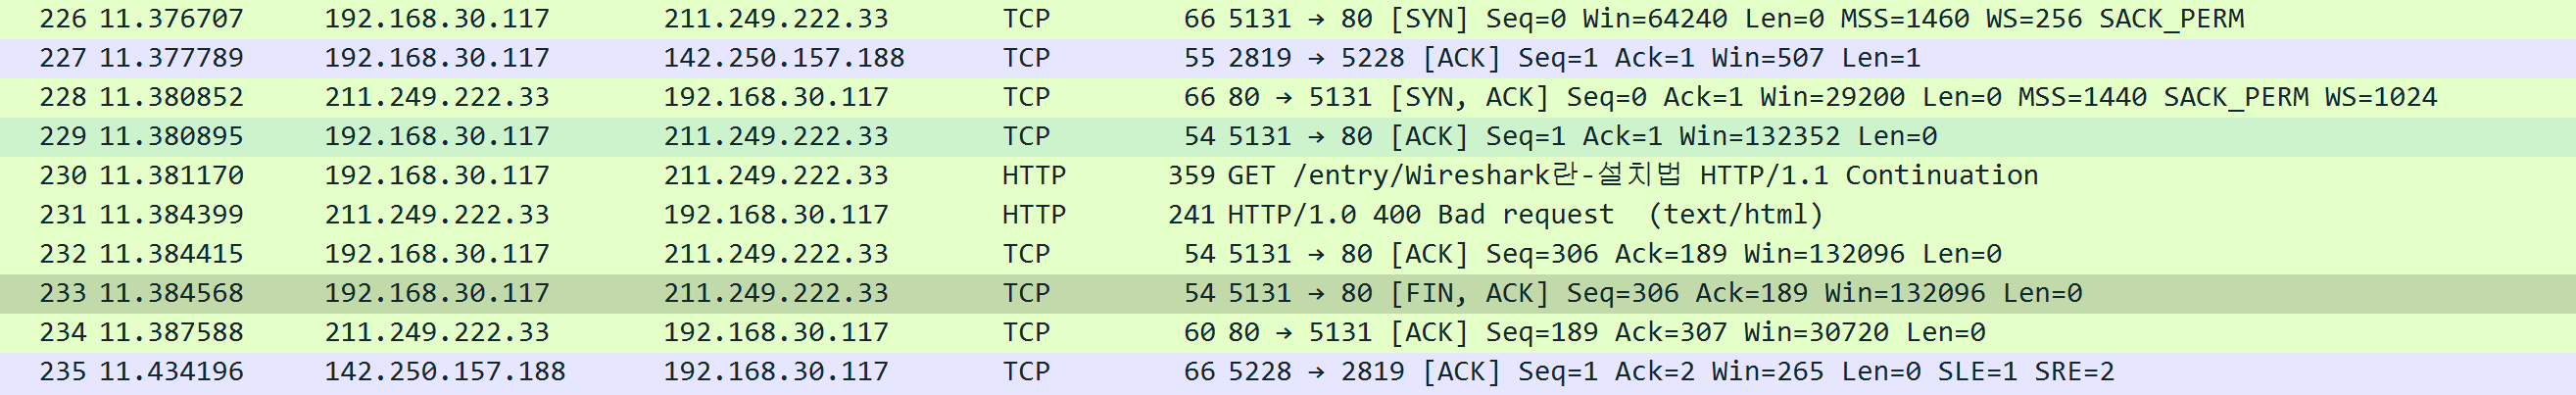 226 11.376707 192.168.30.117 211.249.222.33 TCP 66 5131 → 80 [SYN] Seq=0 Win=64240 Len=0 MSS=1460 WS=256 SACK_PERM
227 11.377789 192.168.30.117 142.250.157.188 TCP 55 2819 → 5228 [ACK] Seq=1 Ack=1 Win=507 Len=1
228 11.380852 211.249.222.33 192.168.30.117 TCP 66 80 → 5131 [SYN, ACK] Seq=0 Ack=1 Win=29200 Len=0 MSS=1440 SACK_PERM WS=1024
229 11.380895 192.168.30.117 211.249.222.33 TCP 54 5131 → 80 [ACK] Seq=1 Ack=1 Win=132352 Len=0
230 11.381170 192.168.30.117 211.249.222.33 HTTP 359 GET /entry/Wireshark란-설치법 HTTP/1.1 Continuation
231 11.384399 211.249.222.33 192.168.30.117 HTTP 241 HTTP/1.0 400 Bad request  (text/html)
232 11.384415 192.168.30.117 211.249.222.33 TCP 54 5131 → 80 [ACK] Seq=306 Ack=189 Win=132096 Len=0
233 11.384568 192.168.30.117 211.249.222.33 TCP 54 5131 → 80 [FIN, ACK] Seq=306 Ack=189 Win=132096 Len=0
234 11.387588 211.249.222.33 192.168.30.117 TCP 60 80 → 5131 [ACK] Seq=189 Ack=307 Win=30720 Len=0
235 11.434196 142.250.157.188 192.168.30.117 TCP 66 5228 → 2819 [ACK] Seq=1 Ack=2 Win=265 Len=0 SLE=1 SRE=2